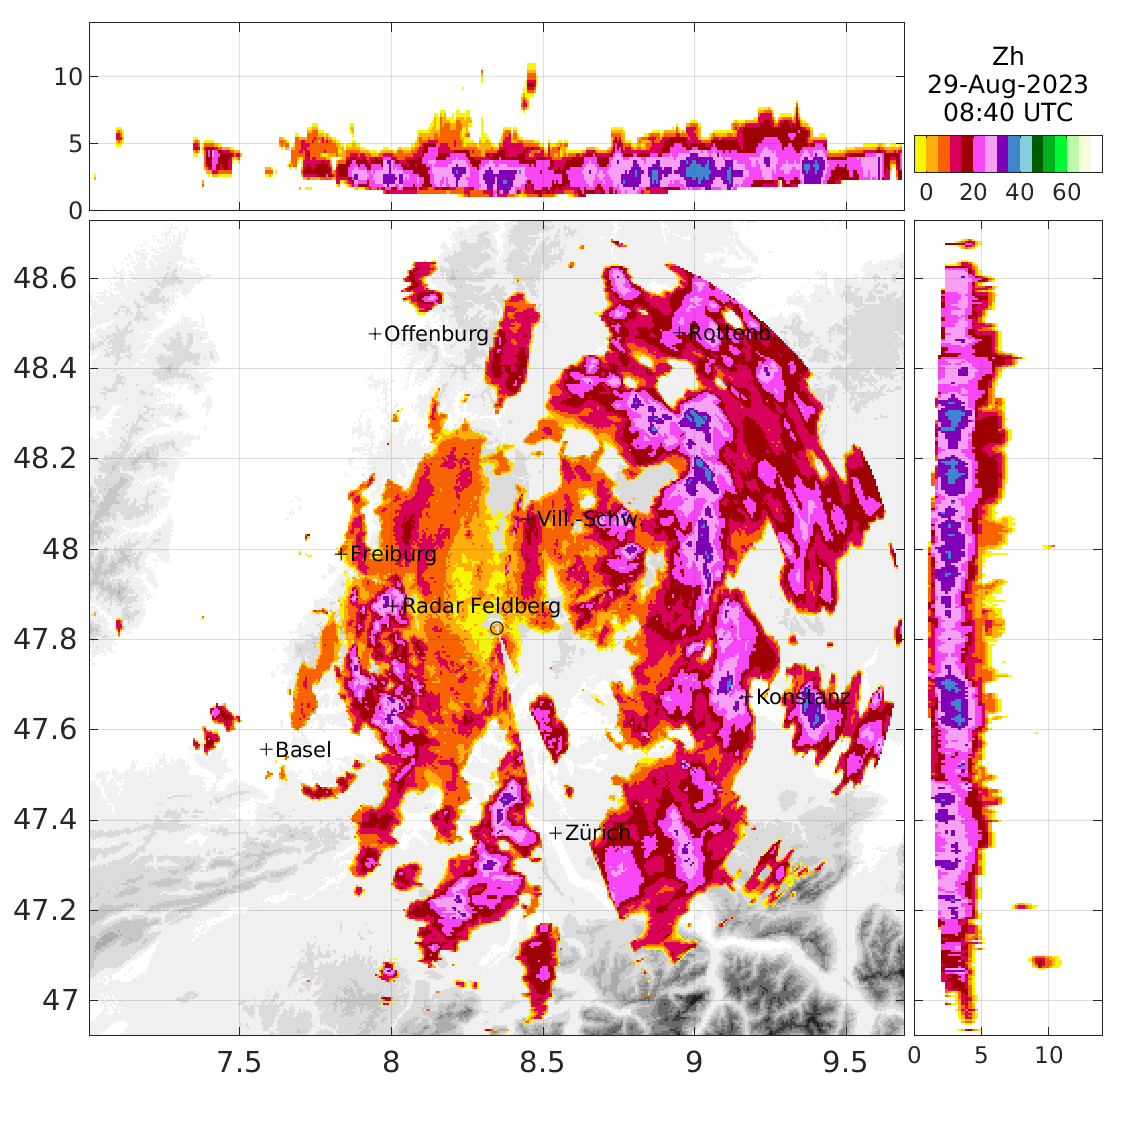 10
5
0
Zh
29-Aug-2023
08:40 UTC
0 20 40 60
48.6
48.4
48.2
48
47.8
47.6
47.4
47.2
47
+Offenburg
+Rottenb.
+Vill.-Schw.
+Freiburg
+Radar Feldberg
+Konstanz
+Basel
+Zürich
7.5 8 8.5 9 9.5
0 5 10